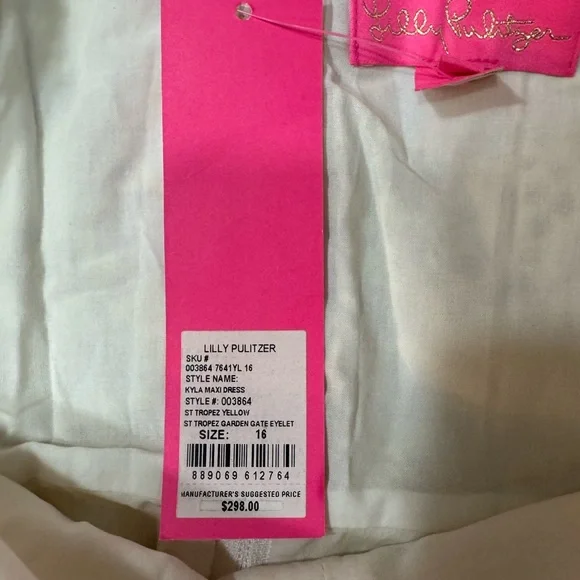 Lilly Pulitzer
LILLY PULITZER
SKU #
003864 7641YL 16
STYLE NAME:
KYLA MAXI DRESS
STYLE #: 003864
ST TROPEZ YELLOW
ST TROPEZ GARDEN GATE EYELET
SIZE: 16
889069 612764
MANUFACTURER'S SUGGESTED PRICE
$298.00